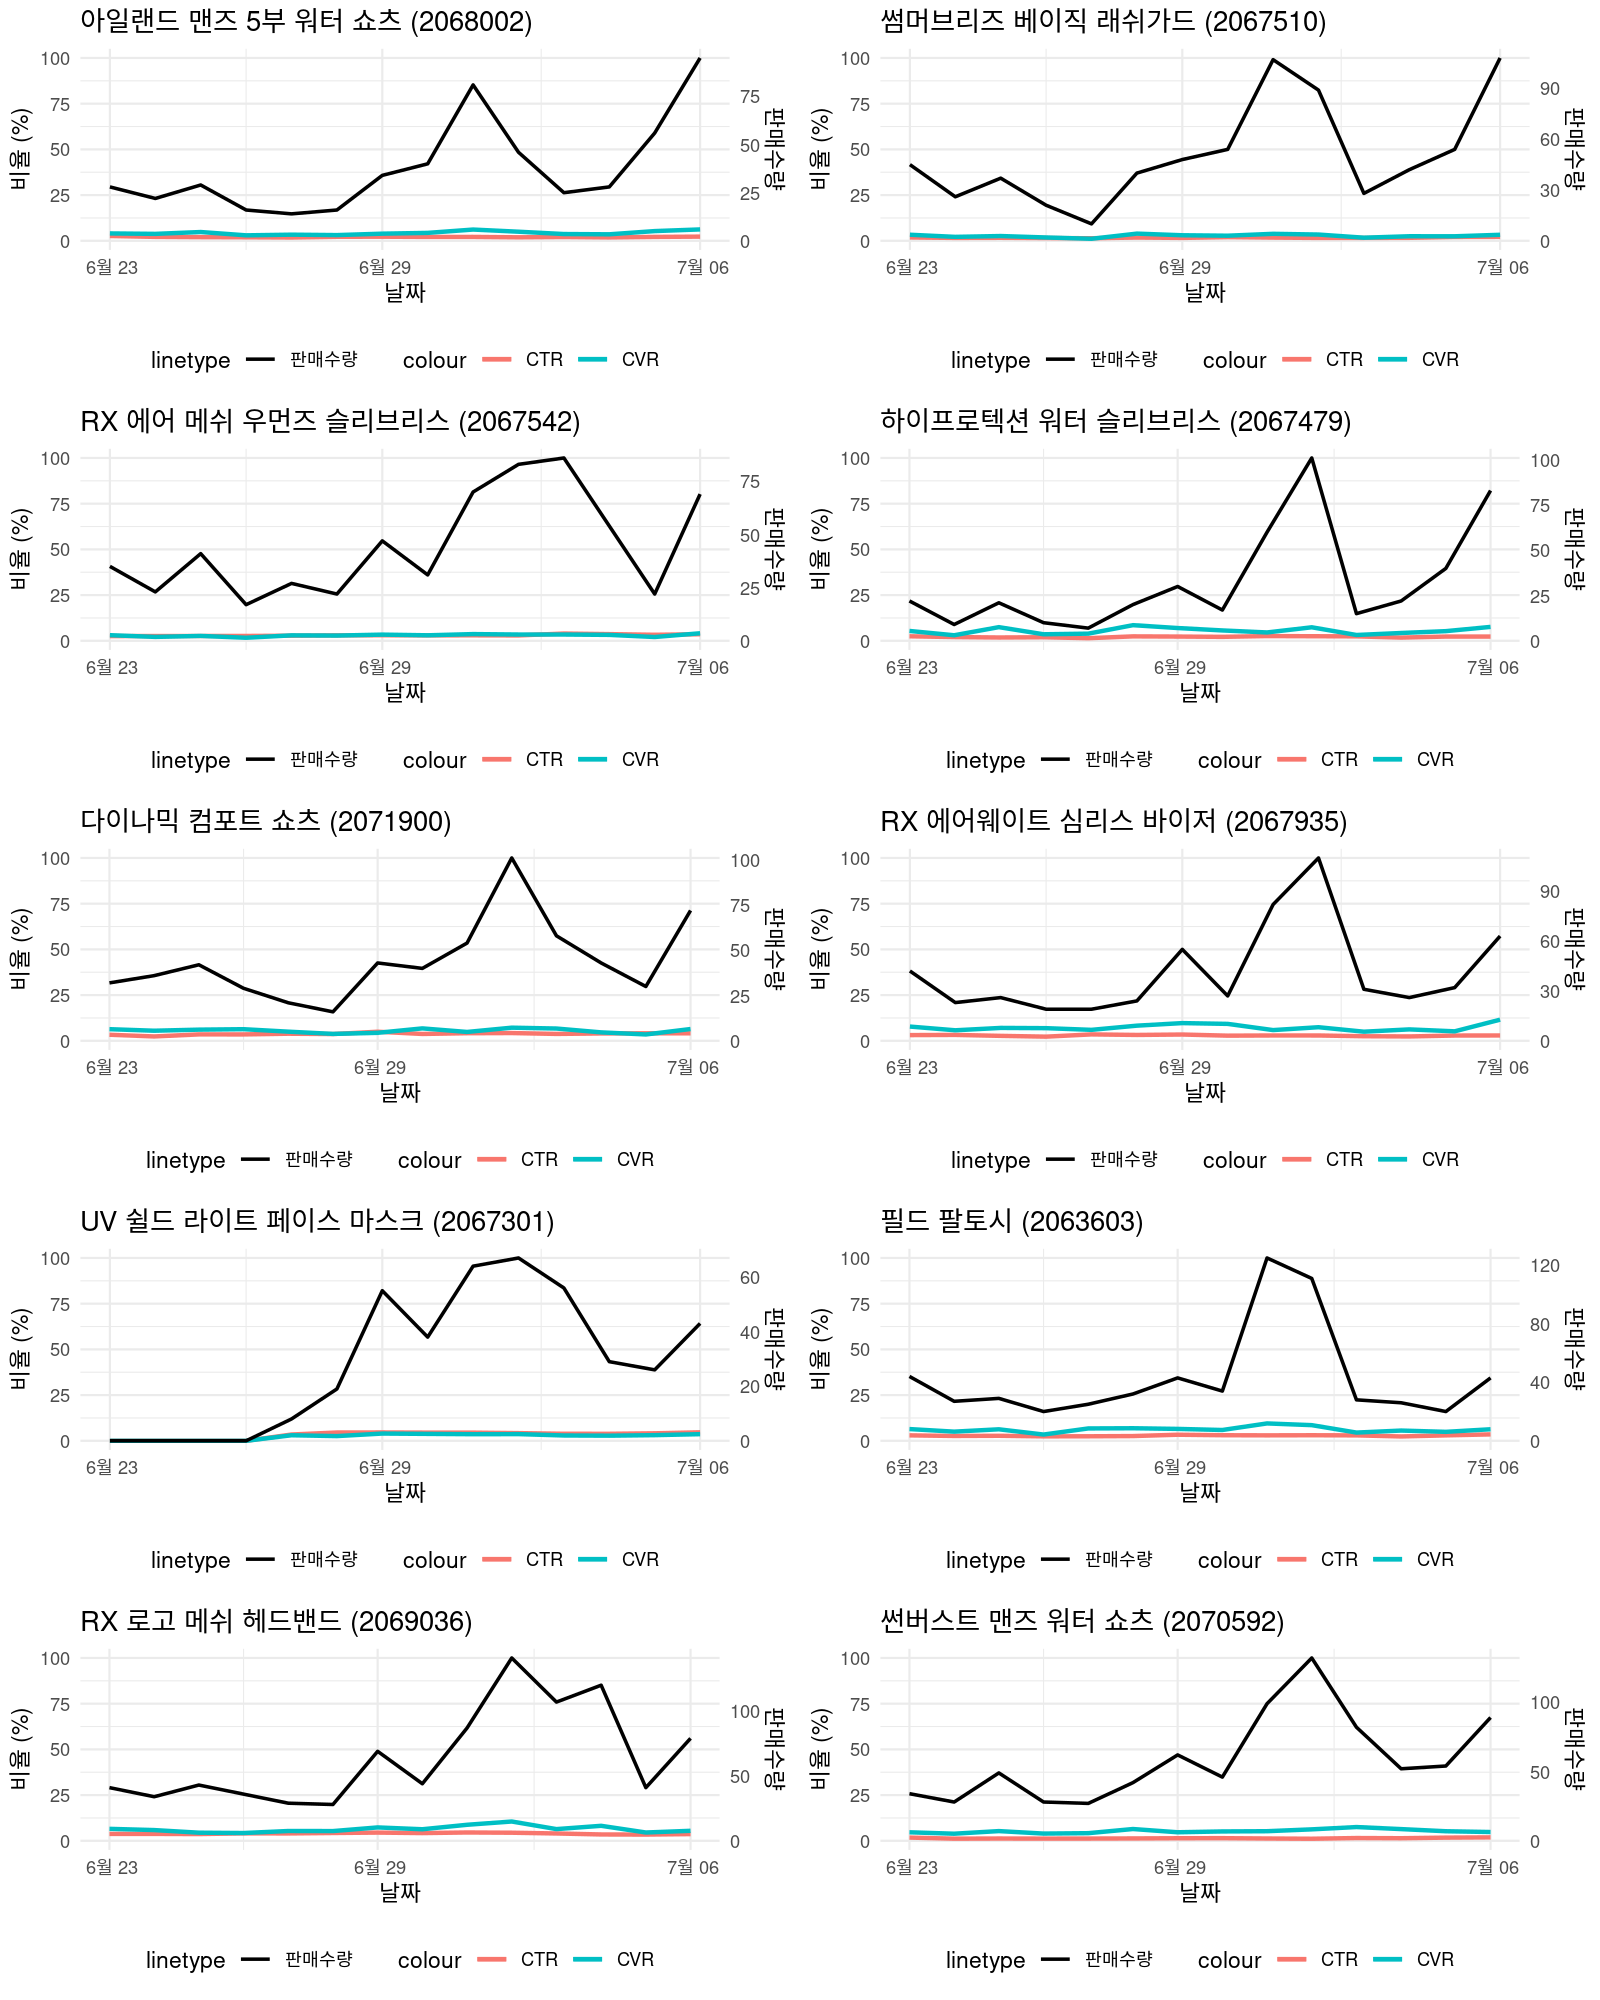 아일랜드 맨즈 5부 워터 쇼츠 (2068002)
비율 (%)
100
75
50
25
0
75
50
25
0
판매수량
6월 23
6월 29
7월 06
날짜
linetype 판매수량 colour CTR CVR
썸머브리즈 베이직 래쉬가드 (2067510)
비율 (%)
100
75
50
25
0
90
60
30
0
판매수량
6월 23
6월 29
7월 06
날짜
linetype 판매수량 colour CTR CVR
RX 에어 메쉬 우먼즈 슬리브리스 (2067542)
비율 (%)
100
75
50
25
0
75
50
25
0
판매수량
6월 23
6월 29
7월 06
날짜
linetype 판매수량 colour CTR CVR
하이프로텍션 워터 슬리브리스 (2067479)
비율 (%)
100
75
50
25
0
100
75
50
25
0
판매수량
6월 23
6월 29
7월 06
날짜
linetype 판매수량 colour CTR CVR
다이나믹 컴포트 쇼츠 (2071900)
비율 (%)
100
75
50
25
0
100
75
50
25
0
판매수량
6월 23
6월 29
7월 06
날짜
linetype 판매수량 colour CTR CVR
RX 에어웨이트 심리스 바이저 (2067935)
비율 (%)
100
75
50
25
0
90
60
30
0
판매수량
6월 23
6월 29
7월 06
날짜
linetype 판매수량 colour CTR CVR
UV 쉴드 라이트 페이스 마스크 (2067301)
비율 (%)
100
75
50
25
0
60
40
20
0
판매수량
6월 23
6월 29
7월 06
날짜
linetype 판매수량 colour CTR CVR
필드 팔토시 (2063603)
비율 (%)
100
75
50
25
0
120
80
40
0
판매수량
6월 23
6월 29
7월 06
날짜
linetype 판매수량 colour CTR CVR
RX 로고 메쉬 헤드밴드 (2069036)
비율 (%)
100
75
50
25
0
100
50
0
판매수량
6월 23
6월 29
7월 06
날짜
linetype 판매수량 colour CTR CVR
썬버스트 맨즈 워터 쇼츠 (2070592)
비율 (%)
100
75
50
25
0
100
50
0
판매수량
6월 23
6월 29
7월 06
날짜
linetype 판매수량 colour CTR CVR